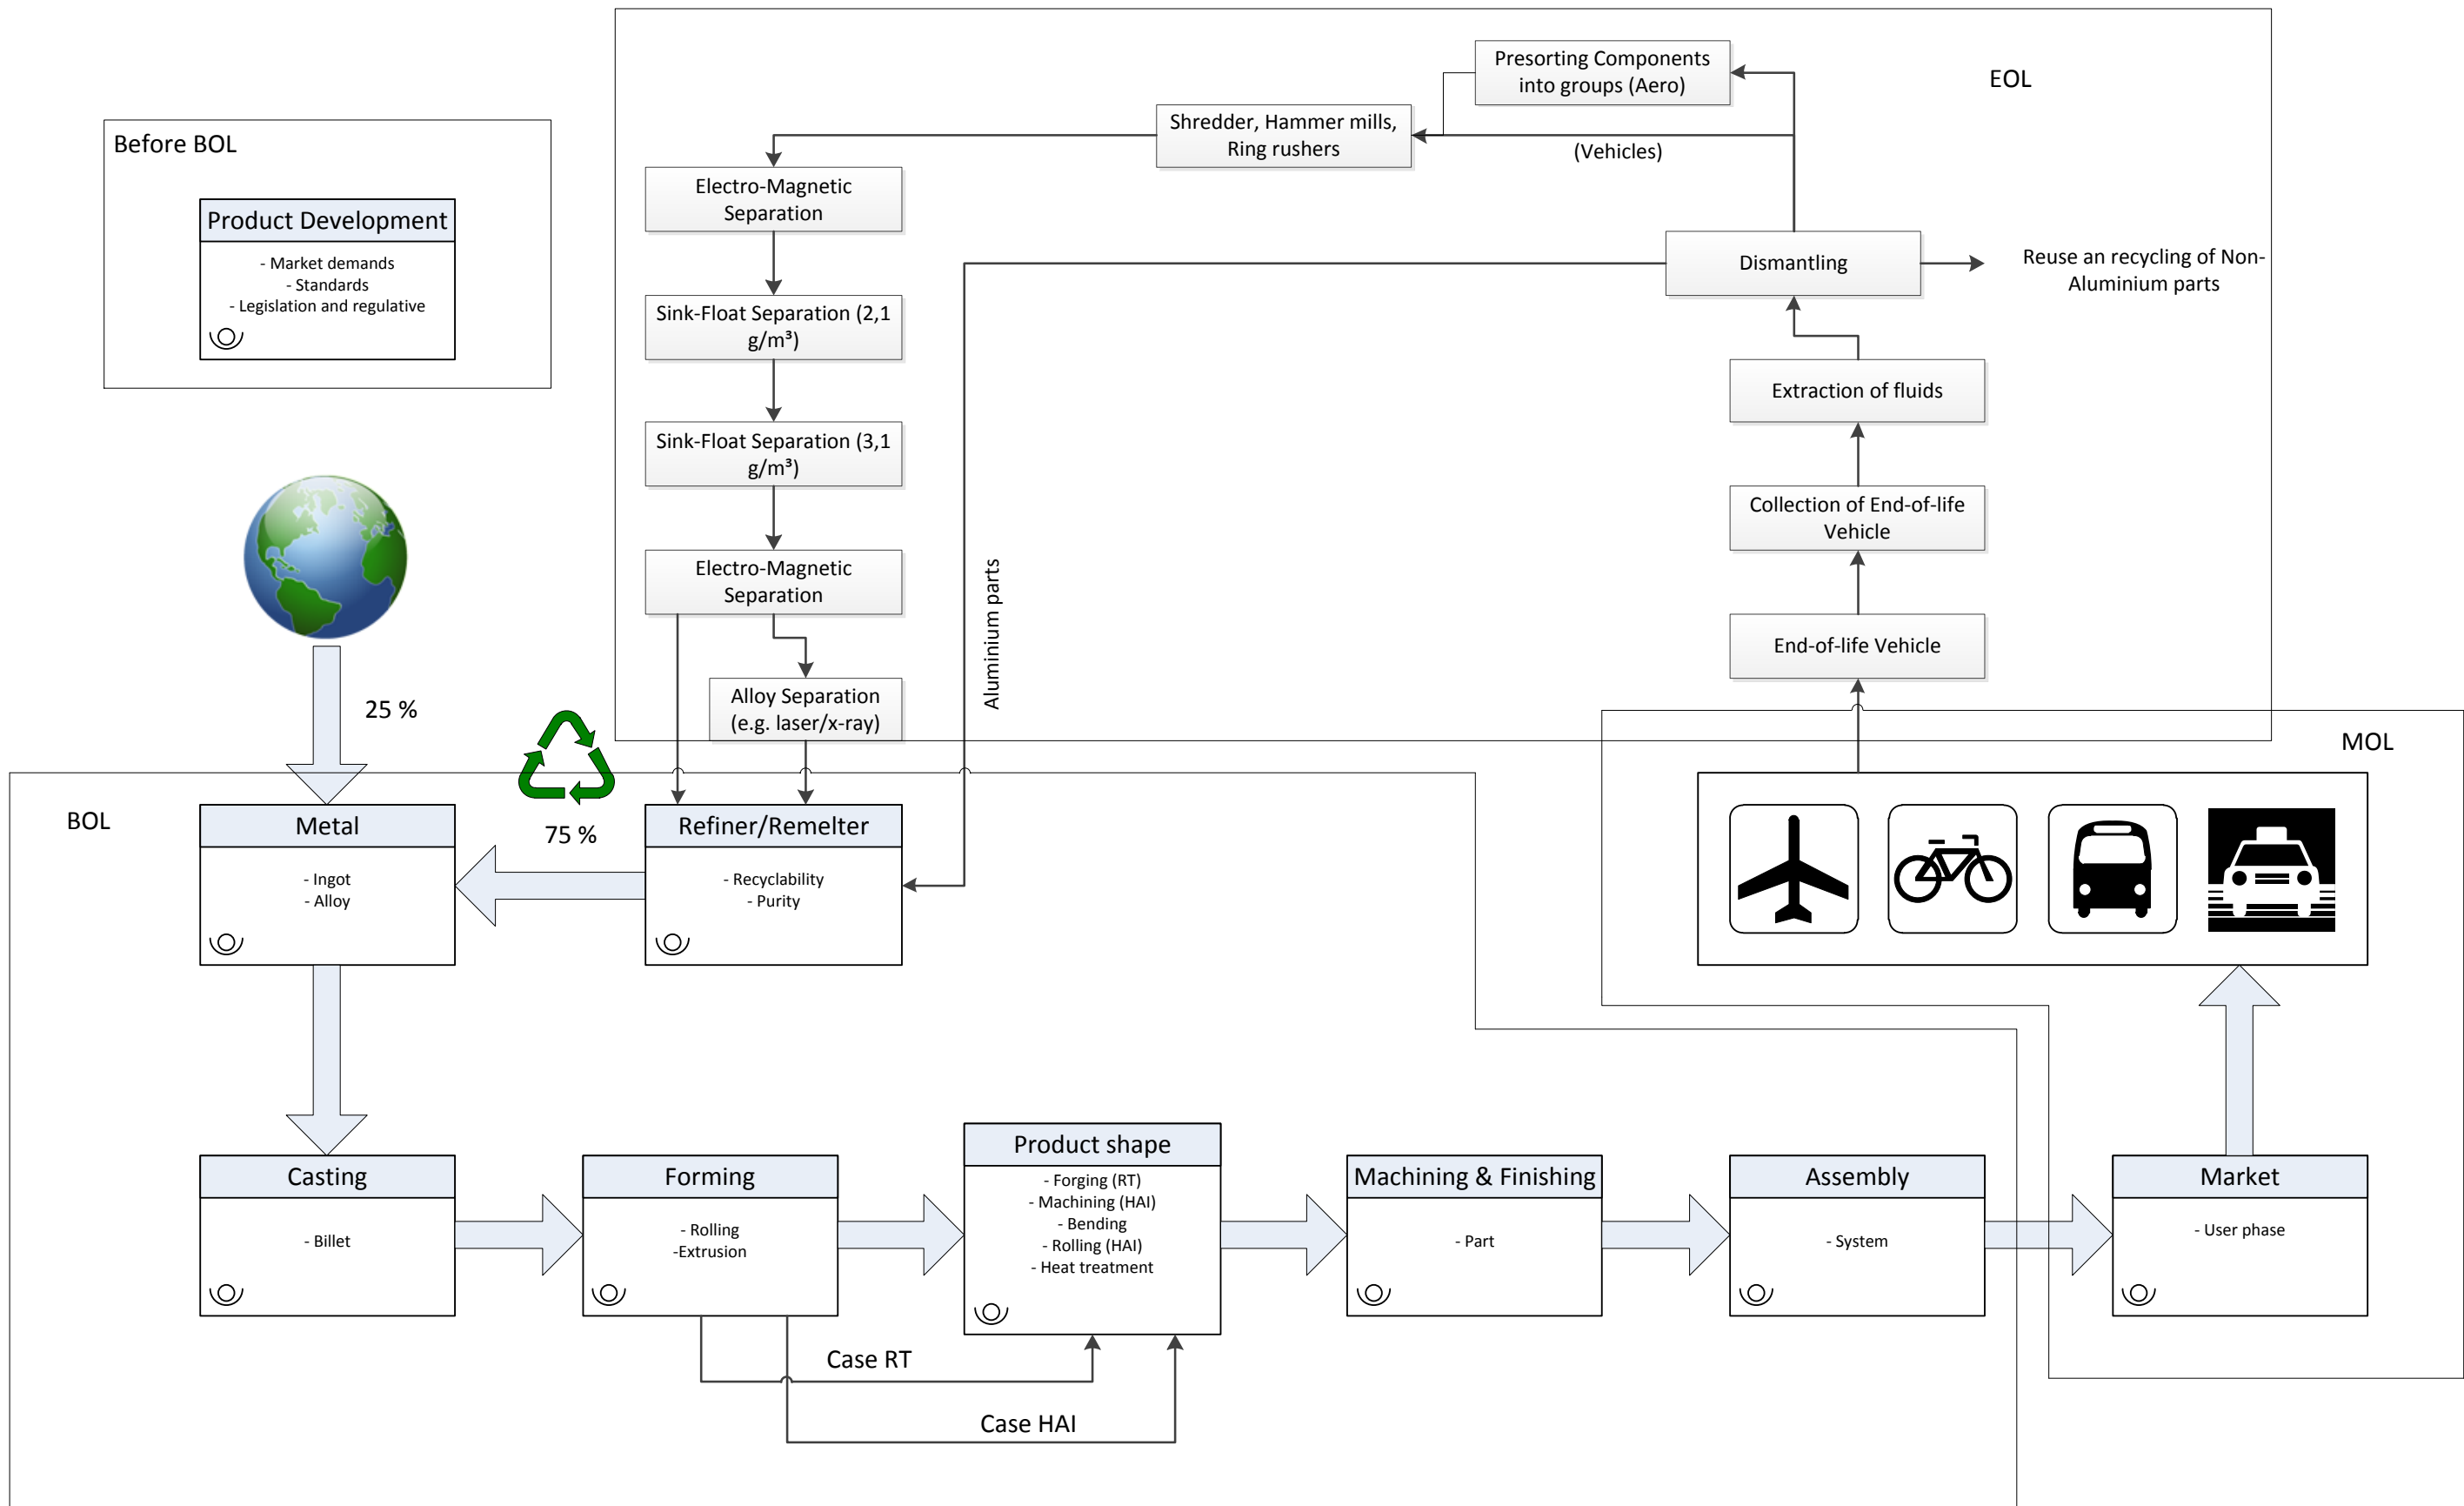 Presorting Components
into groups (Aero)
EOL
Shredder, Hammer mills,
Ring rushers
(Vehicles)
Before BOL
Product Development
- Market demands
- Standards
- Legislation and regulative
Electro-Magnetic
Separation
Dismantling
Reuse an recycling of Non-
Aluminium parts
Sink-Float Separation (2,1
g/m³)
Extraction of fluids
Sink-Float Separation (3,1
g/m³)
Collection of End-of-life
Vehicle
Electro-Magnetic
Separation
Aluminium parts
End-of-life Vehicle
Alloy Separation
(e.g. laser/x-ray)
25 %
MOL
BOL
Metal
- Ingot
- Alloy
75 %
Refiner/Remelter
- Recyclability
- Purity
Casting
- Billet
Forming
- Rolling
-Extrusion
Product shape
- Forging (RT)
- Machining (HAI)
- Bending
- Rolling (HAI)
- Heat treatment
Machining & Finishing
- Part
Assembly
- System
Market
- User phase
Case RT
Case HAI